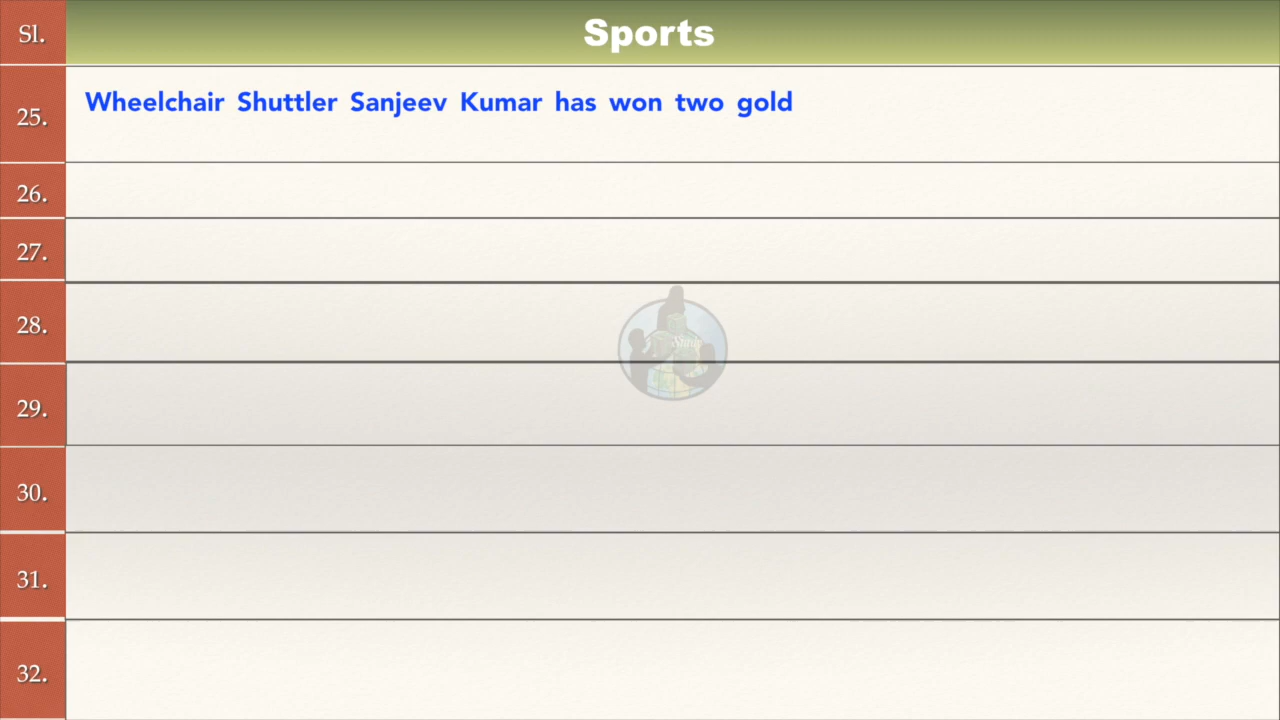 Sl.
Sports
25.
Wheelchair Shuttler Sanjeev Kumar has won two gold
26.
27.
28.
29.
30.
31.
32.